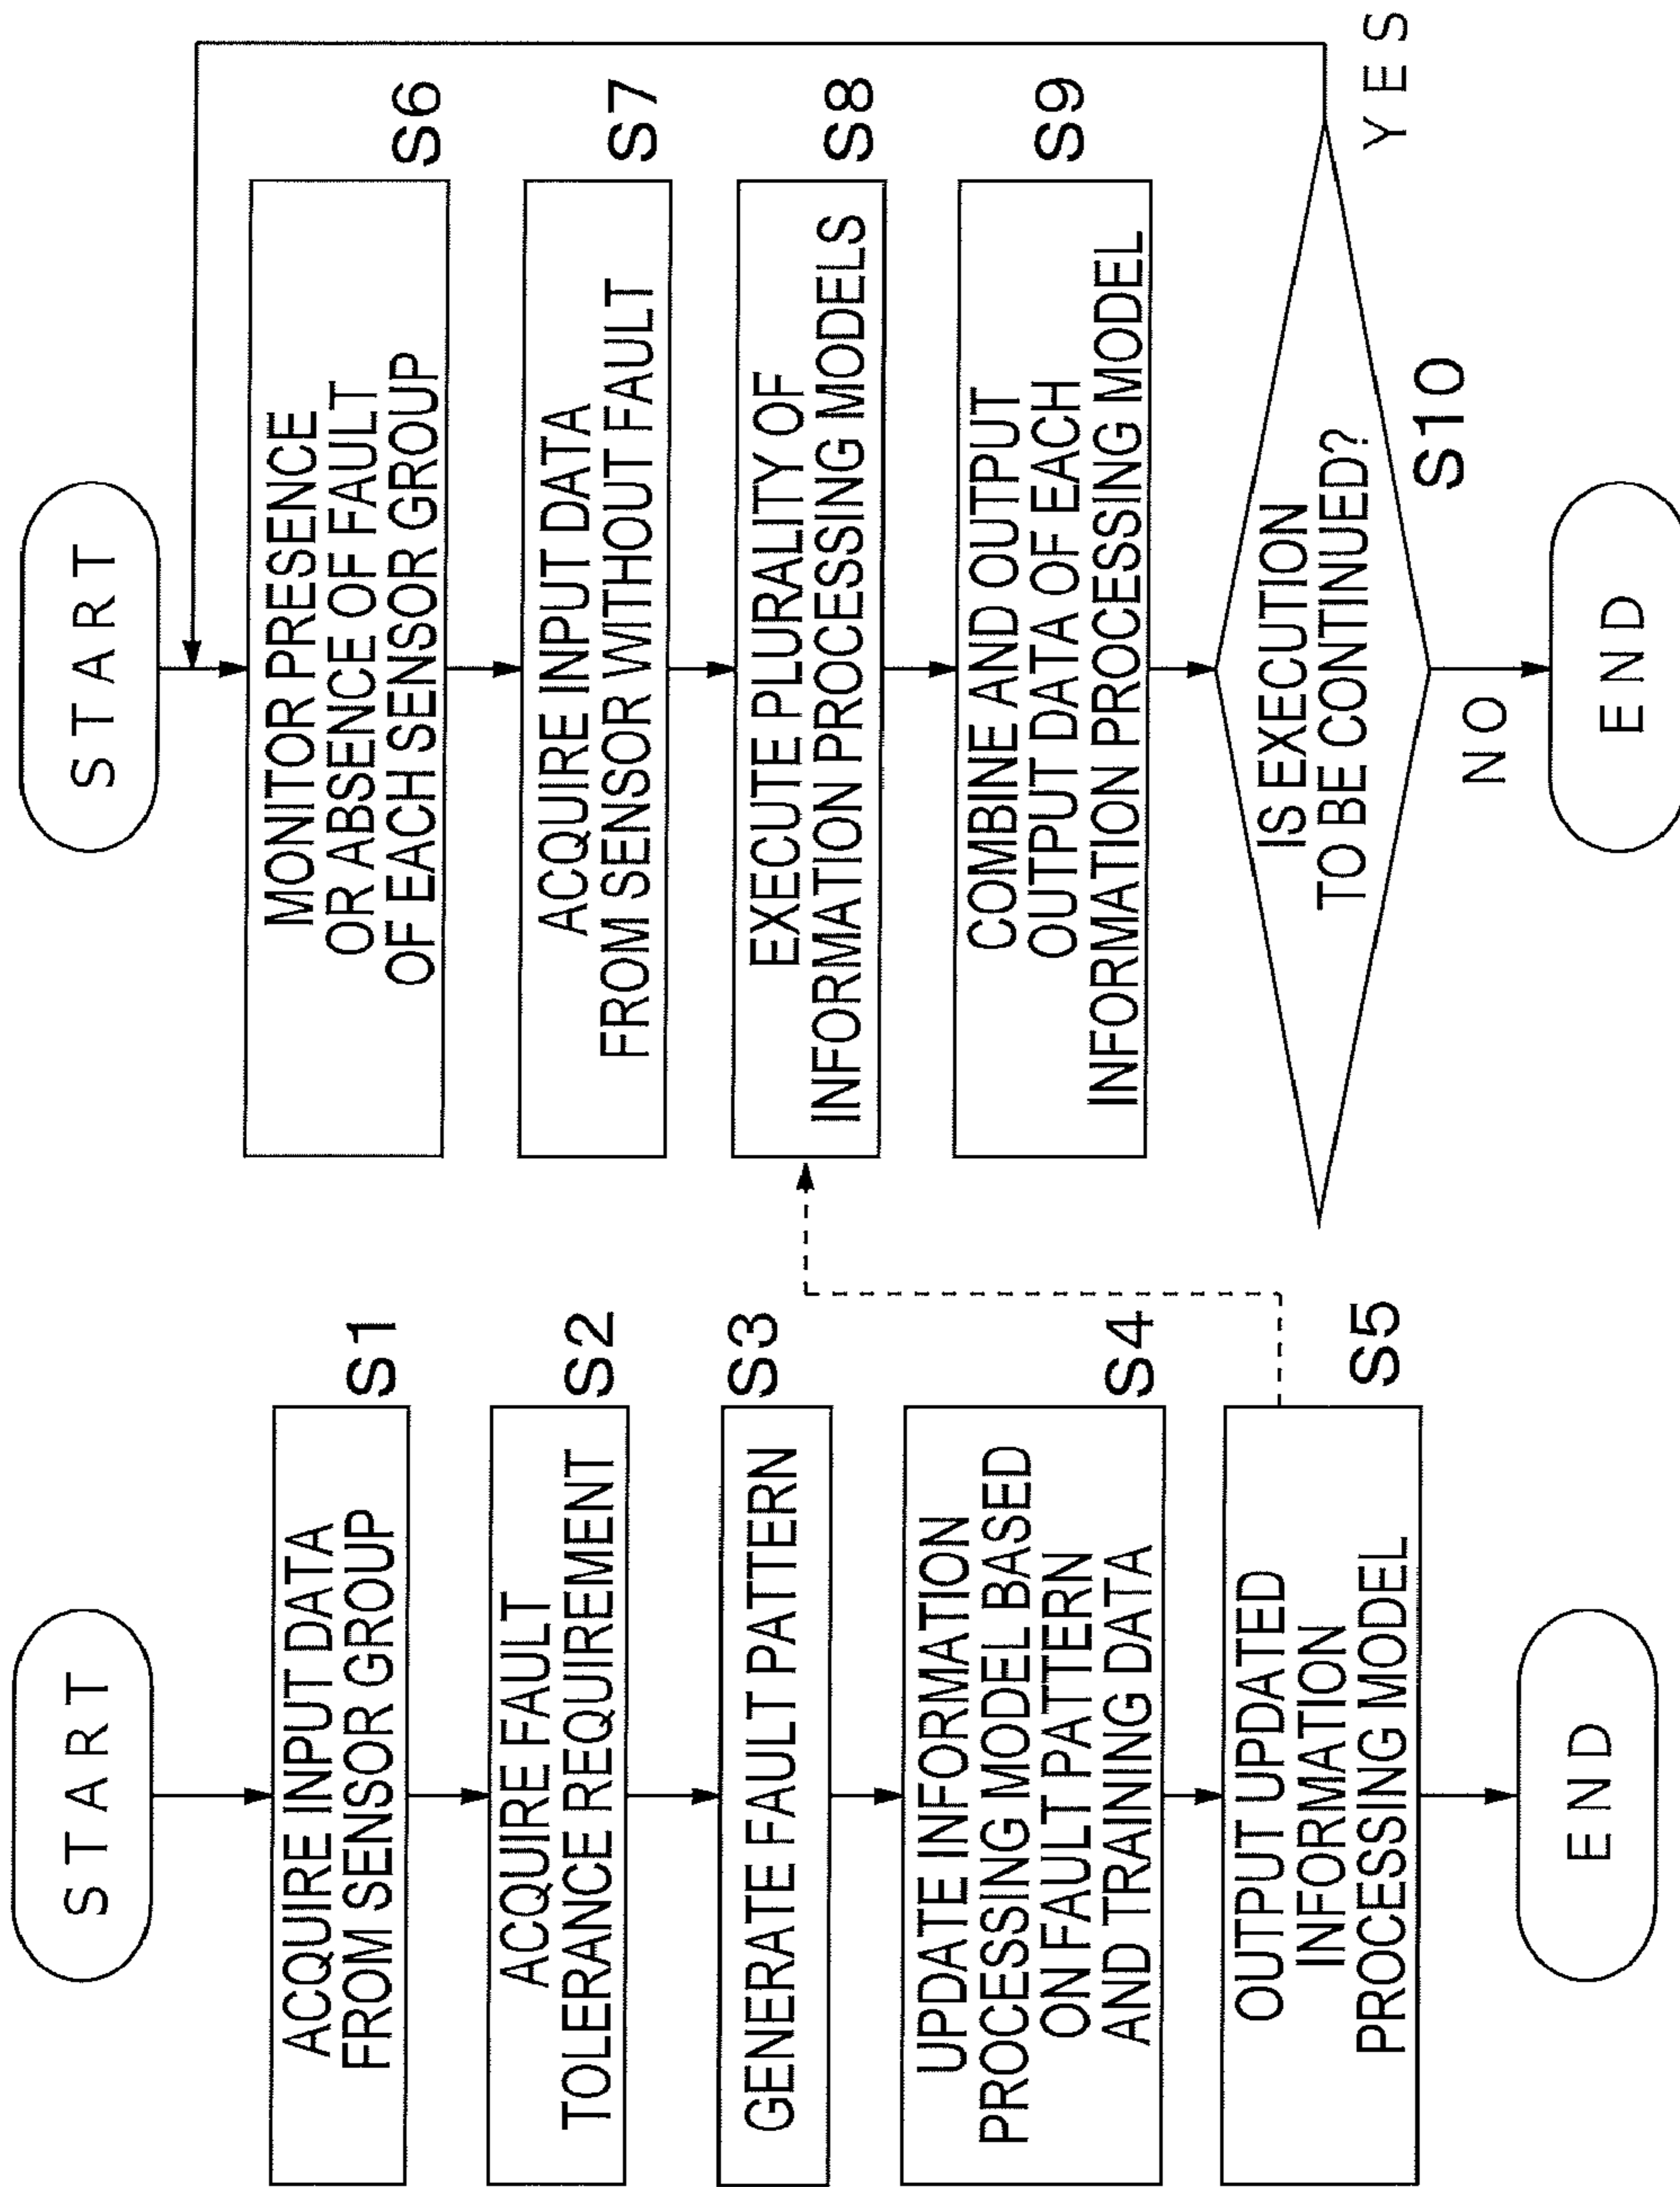 START
ACQUIRE INPUT DATA
FROM SENSOR GROUP
S1
ACQUIRE FAULT
TOLERANCE REQUIREMENT
S2
GENERATE FAULT PATTERN
S3
UPDATE INFORMATION
PROCESSING MODEL BASED
ON FAULT PATTERN
AND TRAINING DATA
S4
OUTPUT UPDATED
INFORMATION
PROCESSING MODEL
S5
END
START
MONITOR PRESENCE
OR ABSENCE OF FAULT
OF EACH SENSOR GROUP
S6
ACQUIRE INPUT DATA
FROM SENSOR WITHOUT FAULT
S7
EXECUTE PLURALITY OF
INFORMATION PROCESSING MODELS
S8
COMBINE AND OUTPUT
OUTPUT DATA OF EACH
INFORMATION PROCESSING MODEL
S9
IS EXECUTION
TO BE CONTINUED?
S10
YES
NO
END